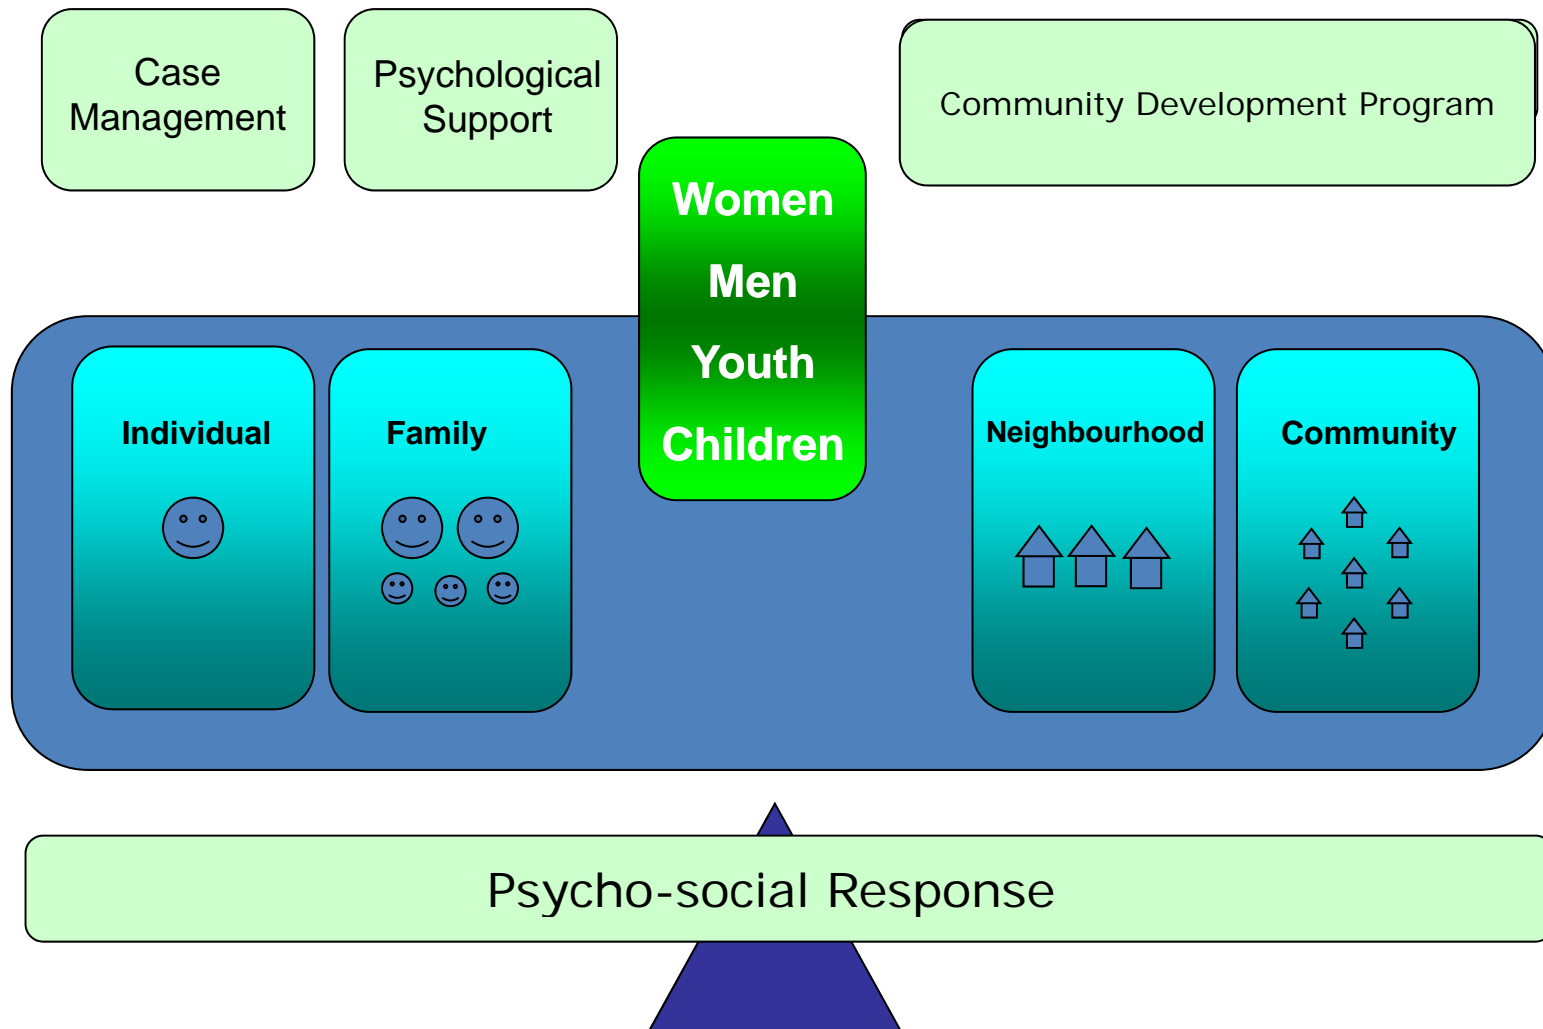 Case
Management
Psychological
Support
Community Development Program
Women
Men
Youth
Children
Individual
Family
Neighbourhood
Community
Psycho-social Response